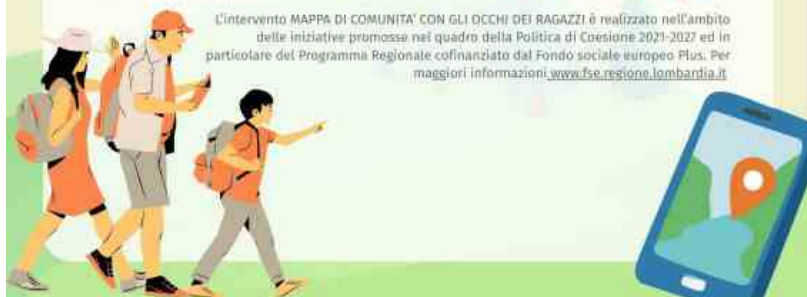 L'intervento MAPPA DI COMUNITA' CON GLI OCCHI DEI RAGAZZI è realizzato nell'ambito
delle iniziative promosse nel quadro della Politica di Coesione 2021-2027 ed in
particolare del Programma Regionale cofinanziato dal Fondo sociale europeo Plus. Per
maggiori informazioni www.fse.regione.lombardia.it